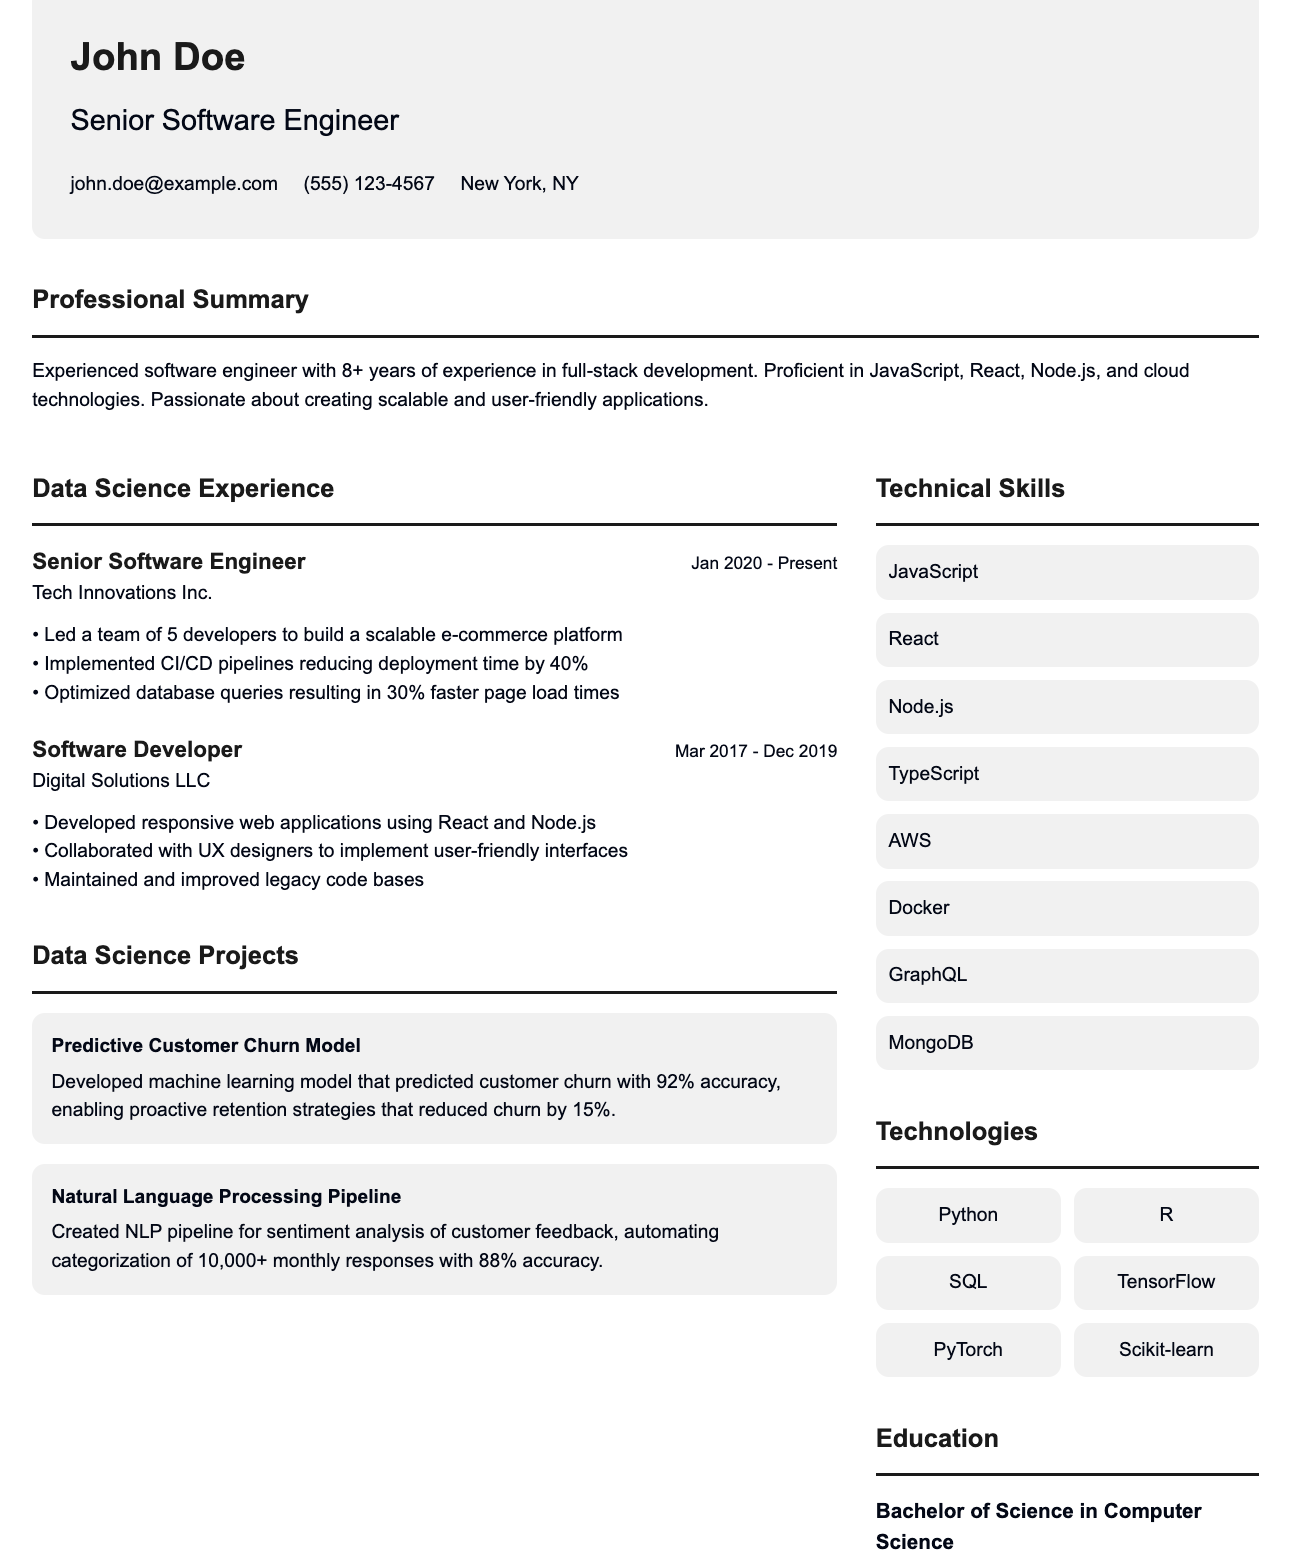 John Doe
Senior Software Engineer
john.doe@example.com (555) 123-4567 New York, NY
Professional Summary
Experienced software engineer with 8+ years of experience in full-stack development. Proficient in JavaScript, React, Node.js, and cloud
technologies. Passionate about creating scalable and user-friendly applications.
Data Science Experience
Senior Software Engineer Jan 2020 - Present
Tech Innovations Inc.
• Led a team of 5 developers to build a scalable e-commerce platform
• Implemented CI/CD pipelines reducing deployment time by 40%
• Optimized database queries resulting in 30% faster page load times
Software Developer Mar 2017 - Dec 2019
Digital Solutions LLC
• Developed responsive web applications using React and Node.js
• Collaborated with UX designers to implement user-friendly interfaces
• Maintained and improved legacy code bases
Data Science Projects
Predictive Customer Churn Model
Developed machine learning model that predicted customer churn with 92% accuracy,
enabling proactive retention strategies that reduced churn by 15%.
Natural Language Processing Pipeline
Created NLP pipeline for sentiment analysis of customer feedback, automating
categorization of 10,000+ monthly responses with 88% accuracy.
Technical Skills
JavaScript
React
Node.js
TypeScript
AWS
Docker
GraphQL
MongoDB
Technologies
Python R
SQL TensorFlow
PyTorch Scikit-learn
Education
Bachelor of Science in Computer
Science